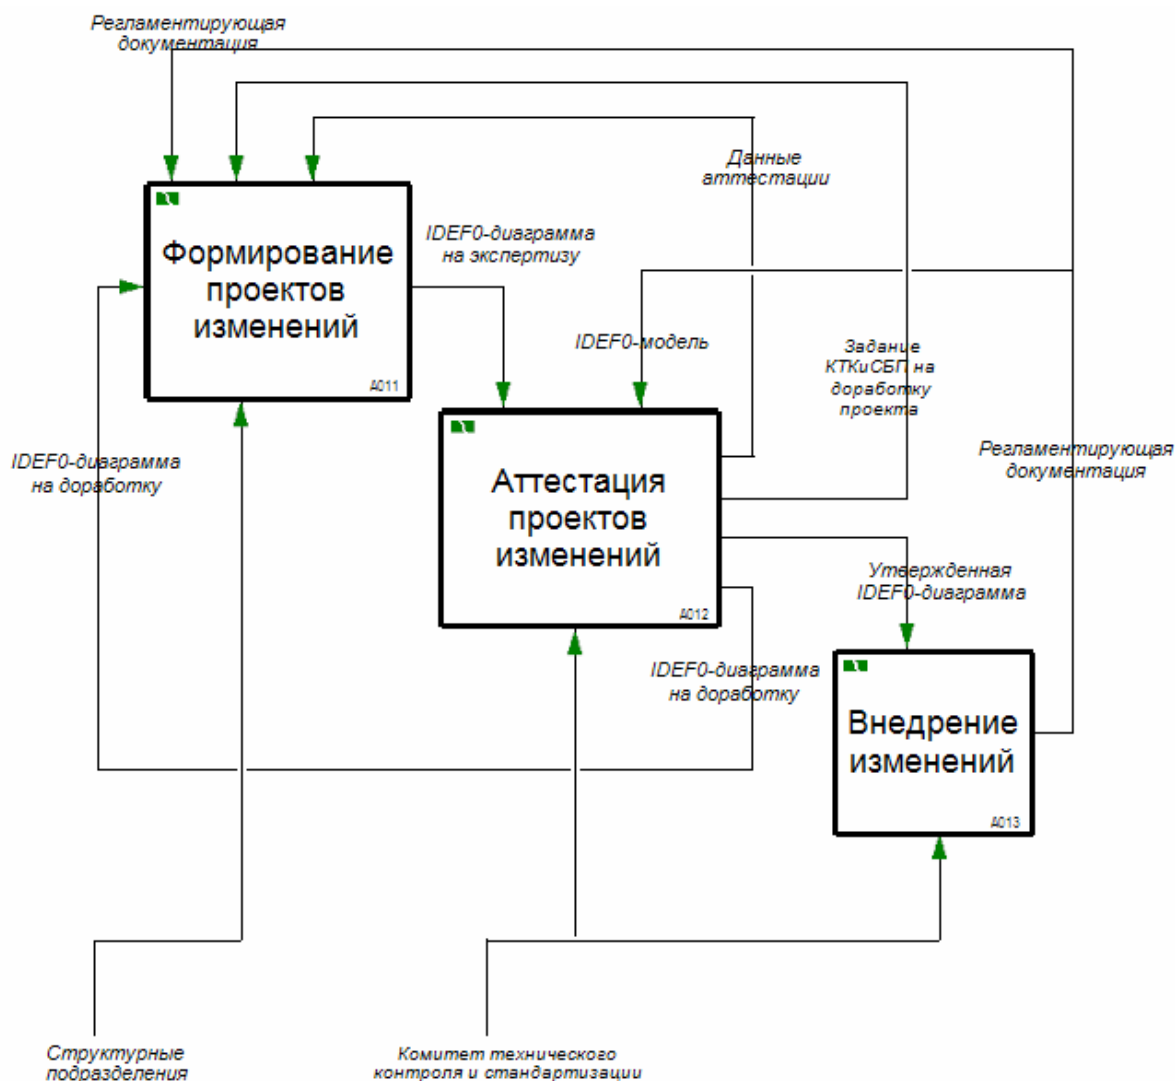 Регламентирующая
документация
Данные
аттестации
Формирование
проектов
изменений
A011
IDEF0-диаграмма
на экспертизу
IDEF0-модель
Задание
КТКиСБП на
доработку
проекта
IDEF0-диаграмма
на доработку
Регламентирующая
документация
Аттестация
проектов
изменений
A012
Утвержденная
IDEF0-диаграмма
IDEF0-диаграмма
на доработку
Внедрение
изменений
A013
Структурные
подразделения
Комитет технического
контроля и стандартизации